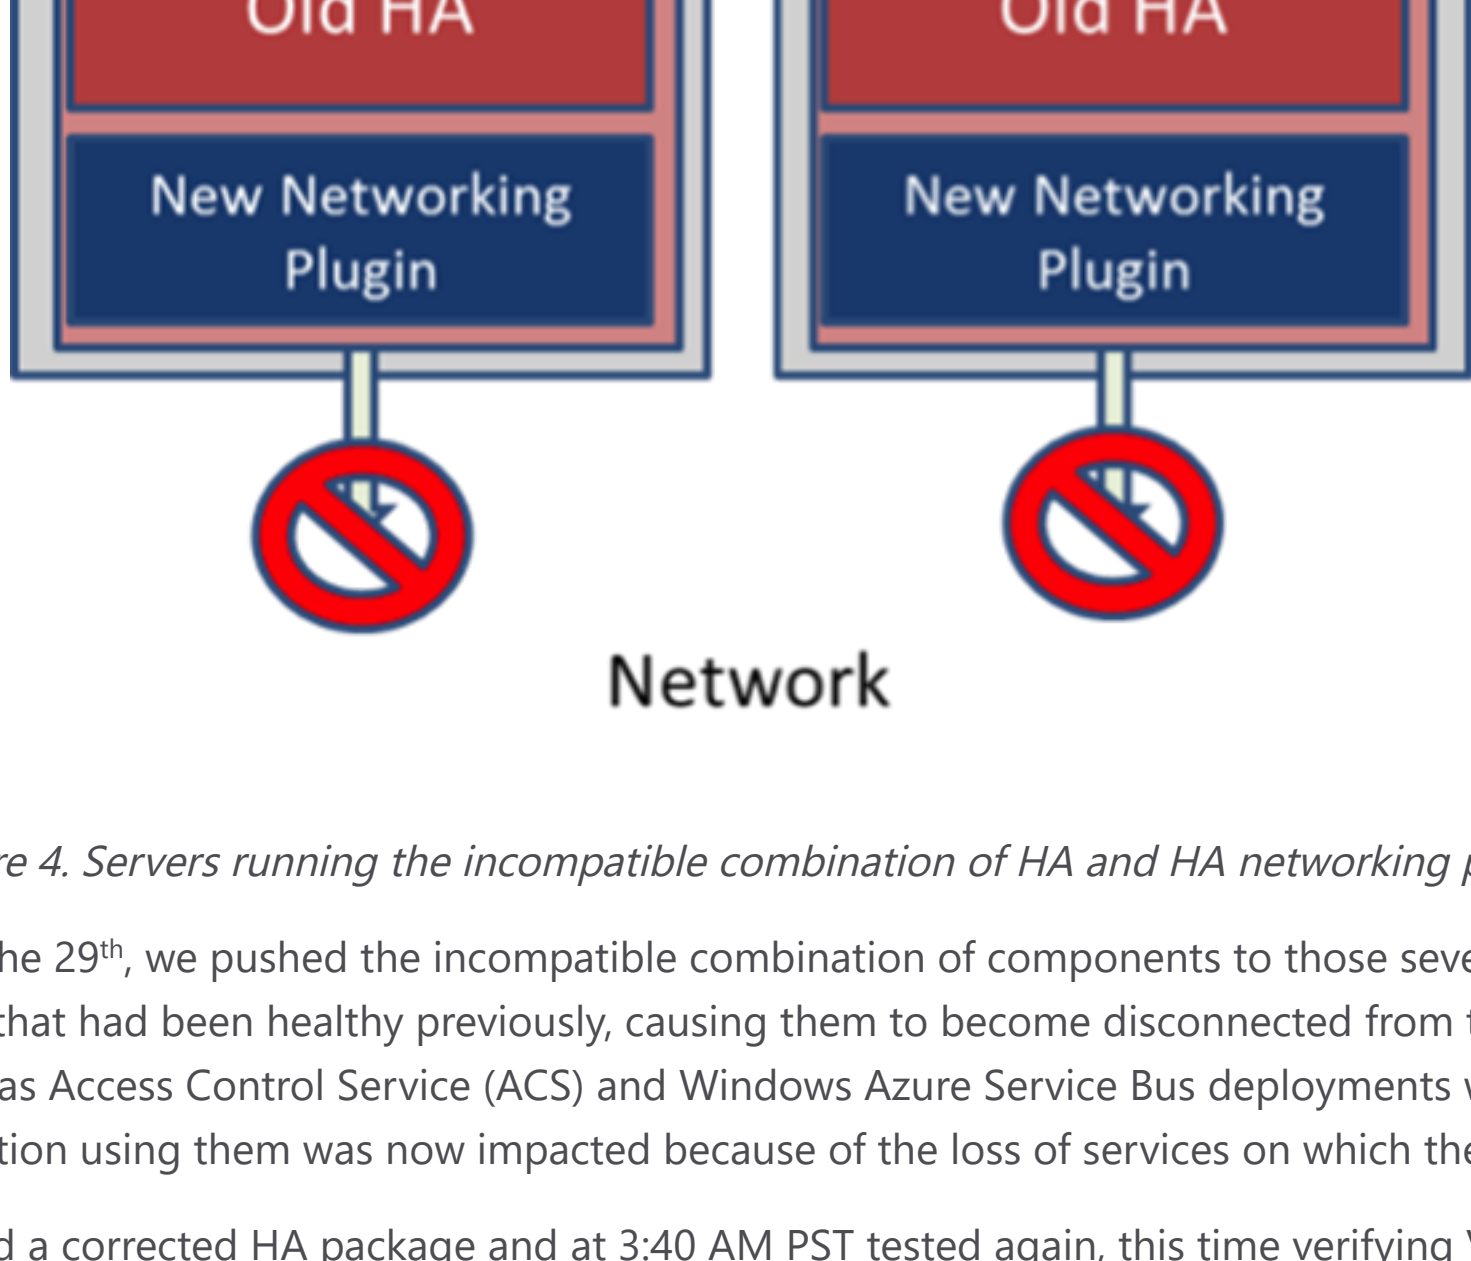 Old HA Old HA
New Networking New Networking
Plugin Plugin
Network
re 4. Servers running the incompatible combination of HA and HA networking p
he 29th, we pushed the incompatible combination of components to those seve
that had been healthy previously, causing them to become disconnected from t
as Access Control Service (ACS) and Windows Azure Service Bus deployments w
tion using them was now impacted because of the loss of services on which the
d a corrected HA package and at 3:40 AM PST tested again, this time verifying V